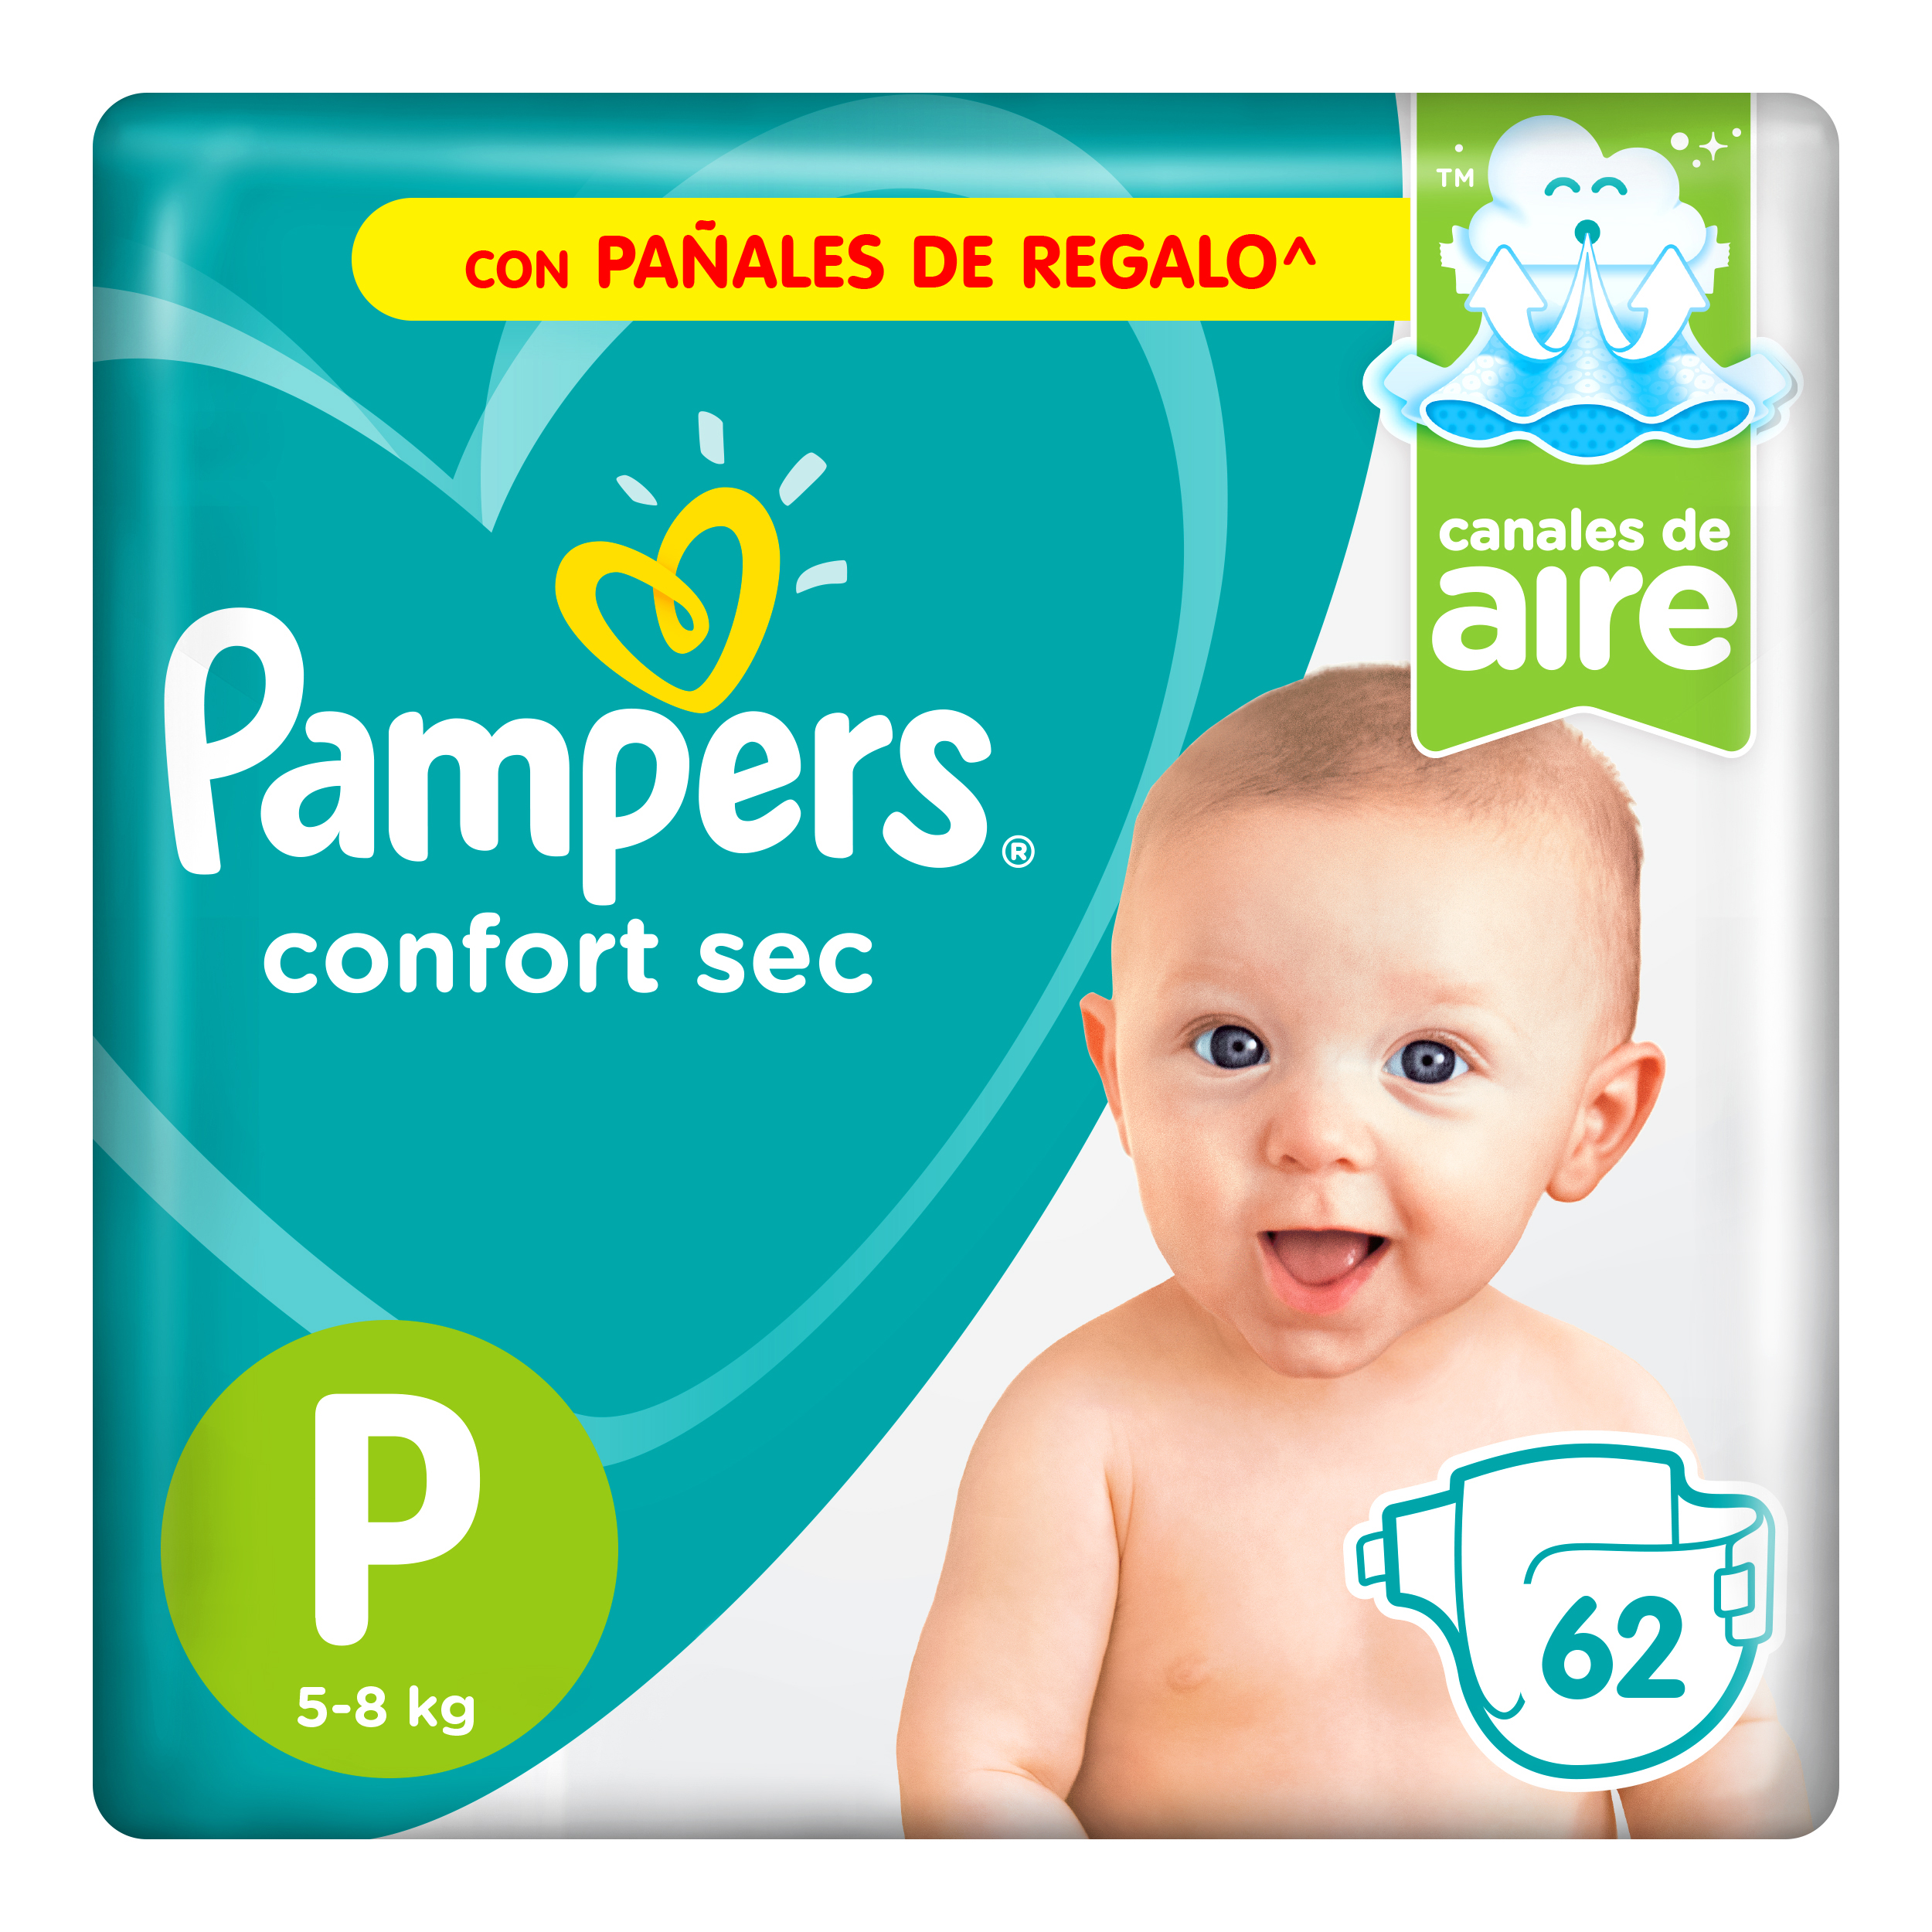 CON PAÑALES DE REGALO^
TM
canales de
aire
Pampers®
confort sec
P
5-8 kg
62